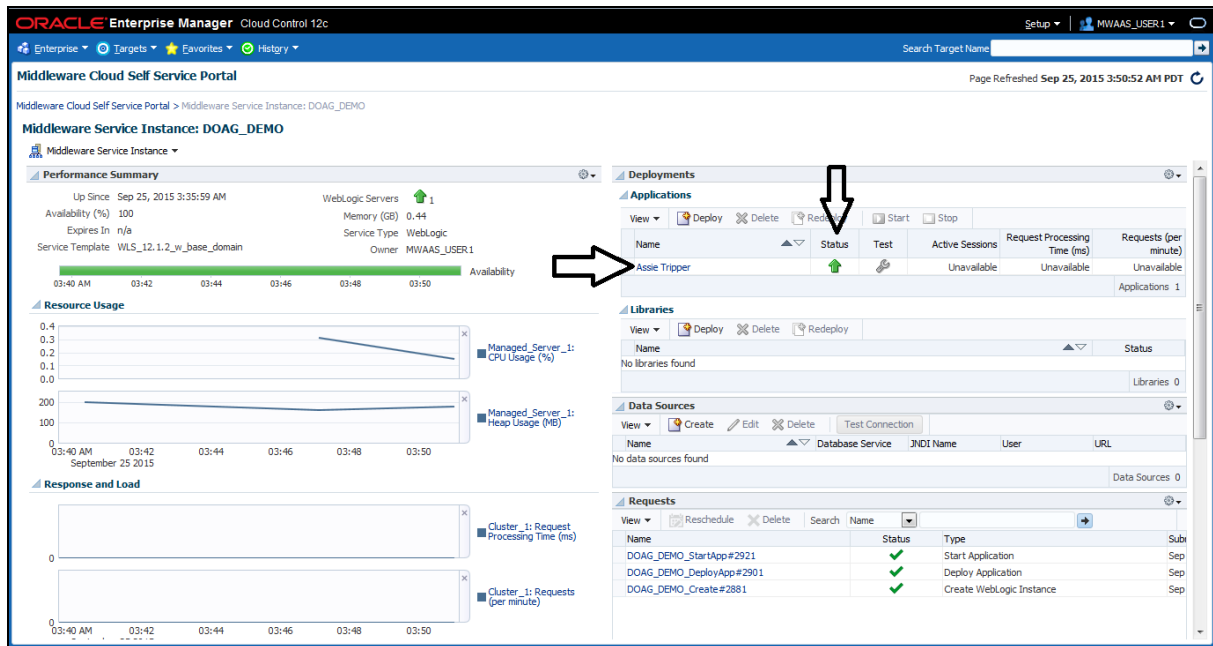 ORACLE Enterprise Manager Cloud Control 12c
Setup
MWAAS_USER1
Enterprise Targets Favorites History
Search Target Name
Middleware Cloud Self Service Portal
Page Refreshed Sep 25, 2015 3:50:52 AM PDT
Middleware Cloud Self Service Portal > Middleware Service Instance: DOAG_DEMO
Middleware Service Instance: DOAG_DEMO
Middleware Service Instance
Performance Summary
Up Since Sep 25, 2015 3:35:59 AM
Availability (%) 100
Expires In n/a
Service Template WLS_12.1.2_w_base_domain
WebLogic Servers 1
Memory (GB) 0.44
Service Type WebLogic
Owner MWAAS_USER1
Availability
03:40 AM 03:42 03:44 03:46 03:48 03:50
Resource Usage
0.4
0.3
0.2
0.1
0.0
Managed_Server_1:
CPU Usage (%)
200
100
0
Managed_Server_1:
Heap Usage (MB)
03:40 AM 03:42 03:44 03:46 03:48 03:50
September 25 2015
Response and Load
0
Cluster_1: Request
Processing Time (ms)
0
Cluster_1: Requests
(per minute)
03:40 AM 03:42 03:44 03:46 03:48 03:50
Deployments
Applications
View Deploy Delete Redeploy Start Stop
Name Status Test Active Sessions Request Processing Time (ms) Requests (per minute)
Assie Tripper Unavailable Unavailable Unavailable
Applications 1
Libraries
View Deploy Delete Redeploy
Name Status
No libraries found
Libraries 0
Data Sources
View Create Edit Delete Test Connection
Name Database Service JNDI Name User URL
No data sources found
Data Sources 0
Requests
View Reschedule Delete Search Name
Name Status Type Sub
DOAG_DEMO_StartApp#2921 Start Application Sep
DOAG_DEMO_DeployApp#2901 Deploy Application Sep
DOAG_DEMO_Create#2881 Create WebLogic Instance Sep